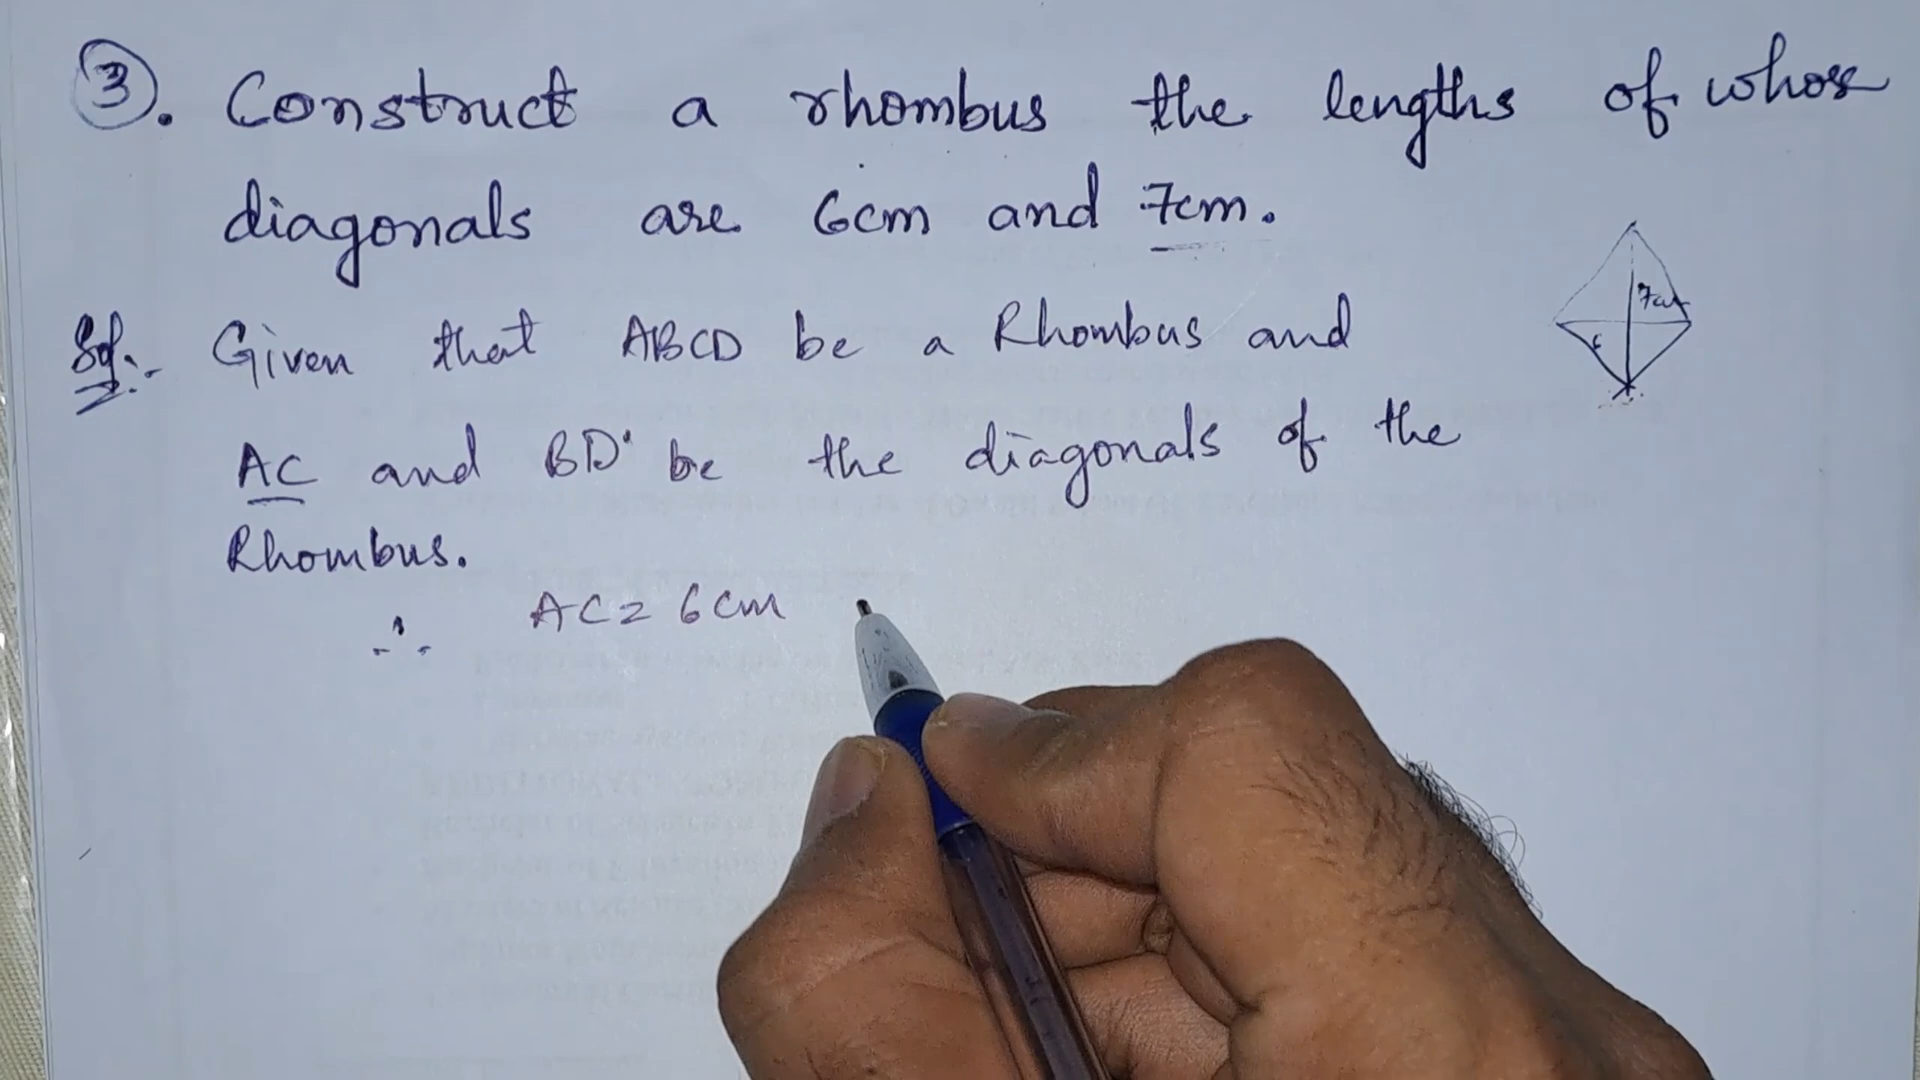 3. Construct a rhombus the lengths of whose
diagonals are 6cm and 7cm.
7cm
6
Sol:- Given that ABCD be a Rhombus and
AC and BD be the diagonals of the
Rhombus.
∴ AC = 6cm